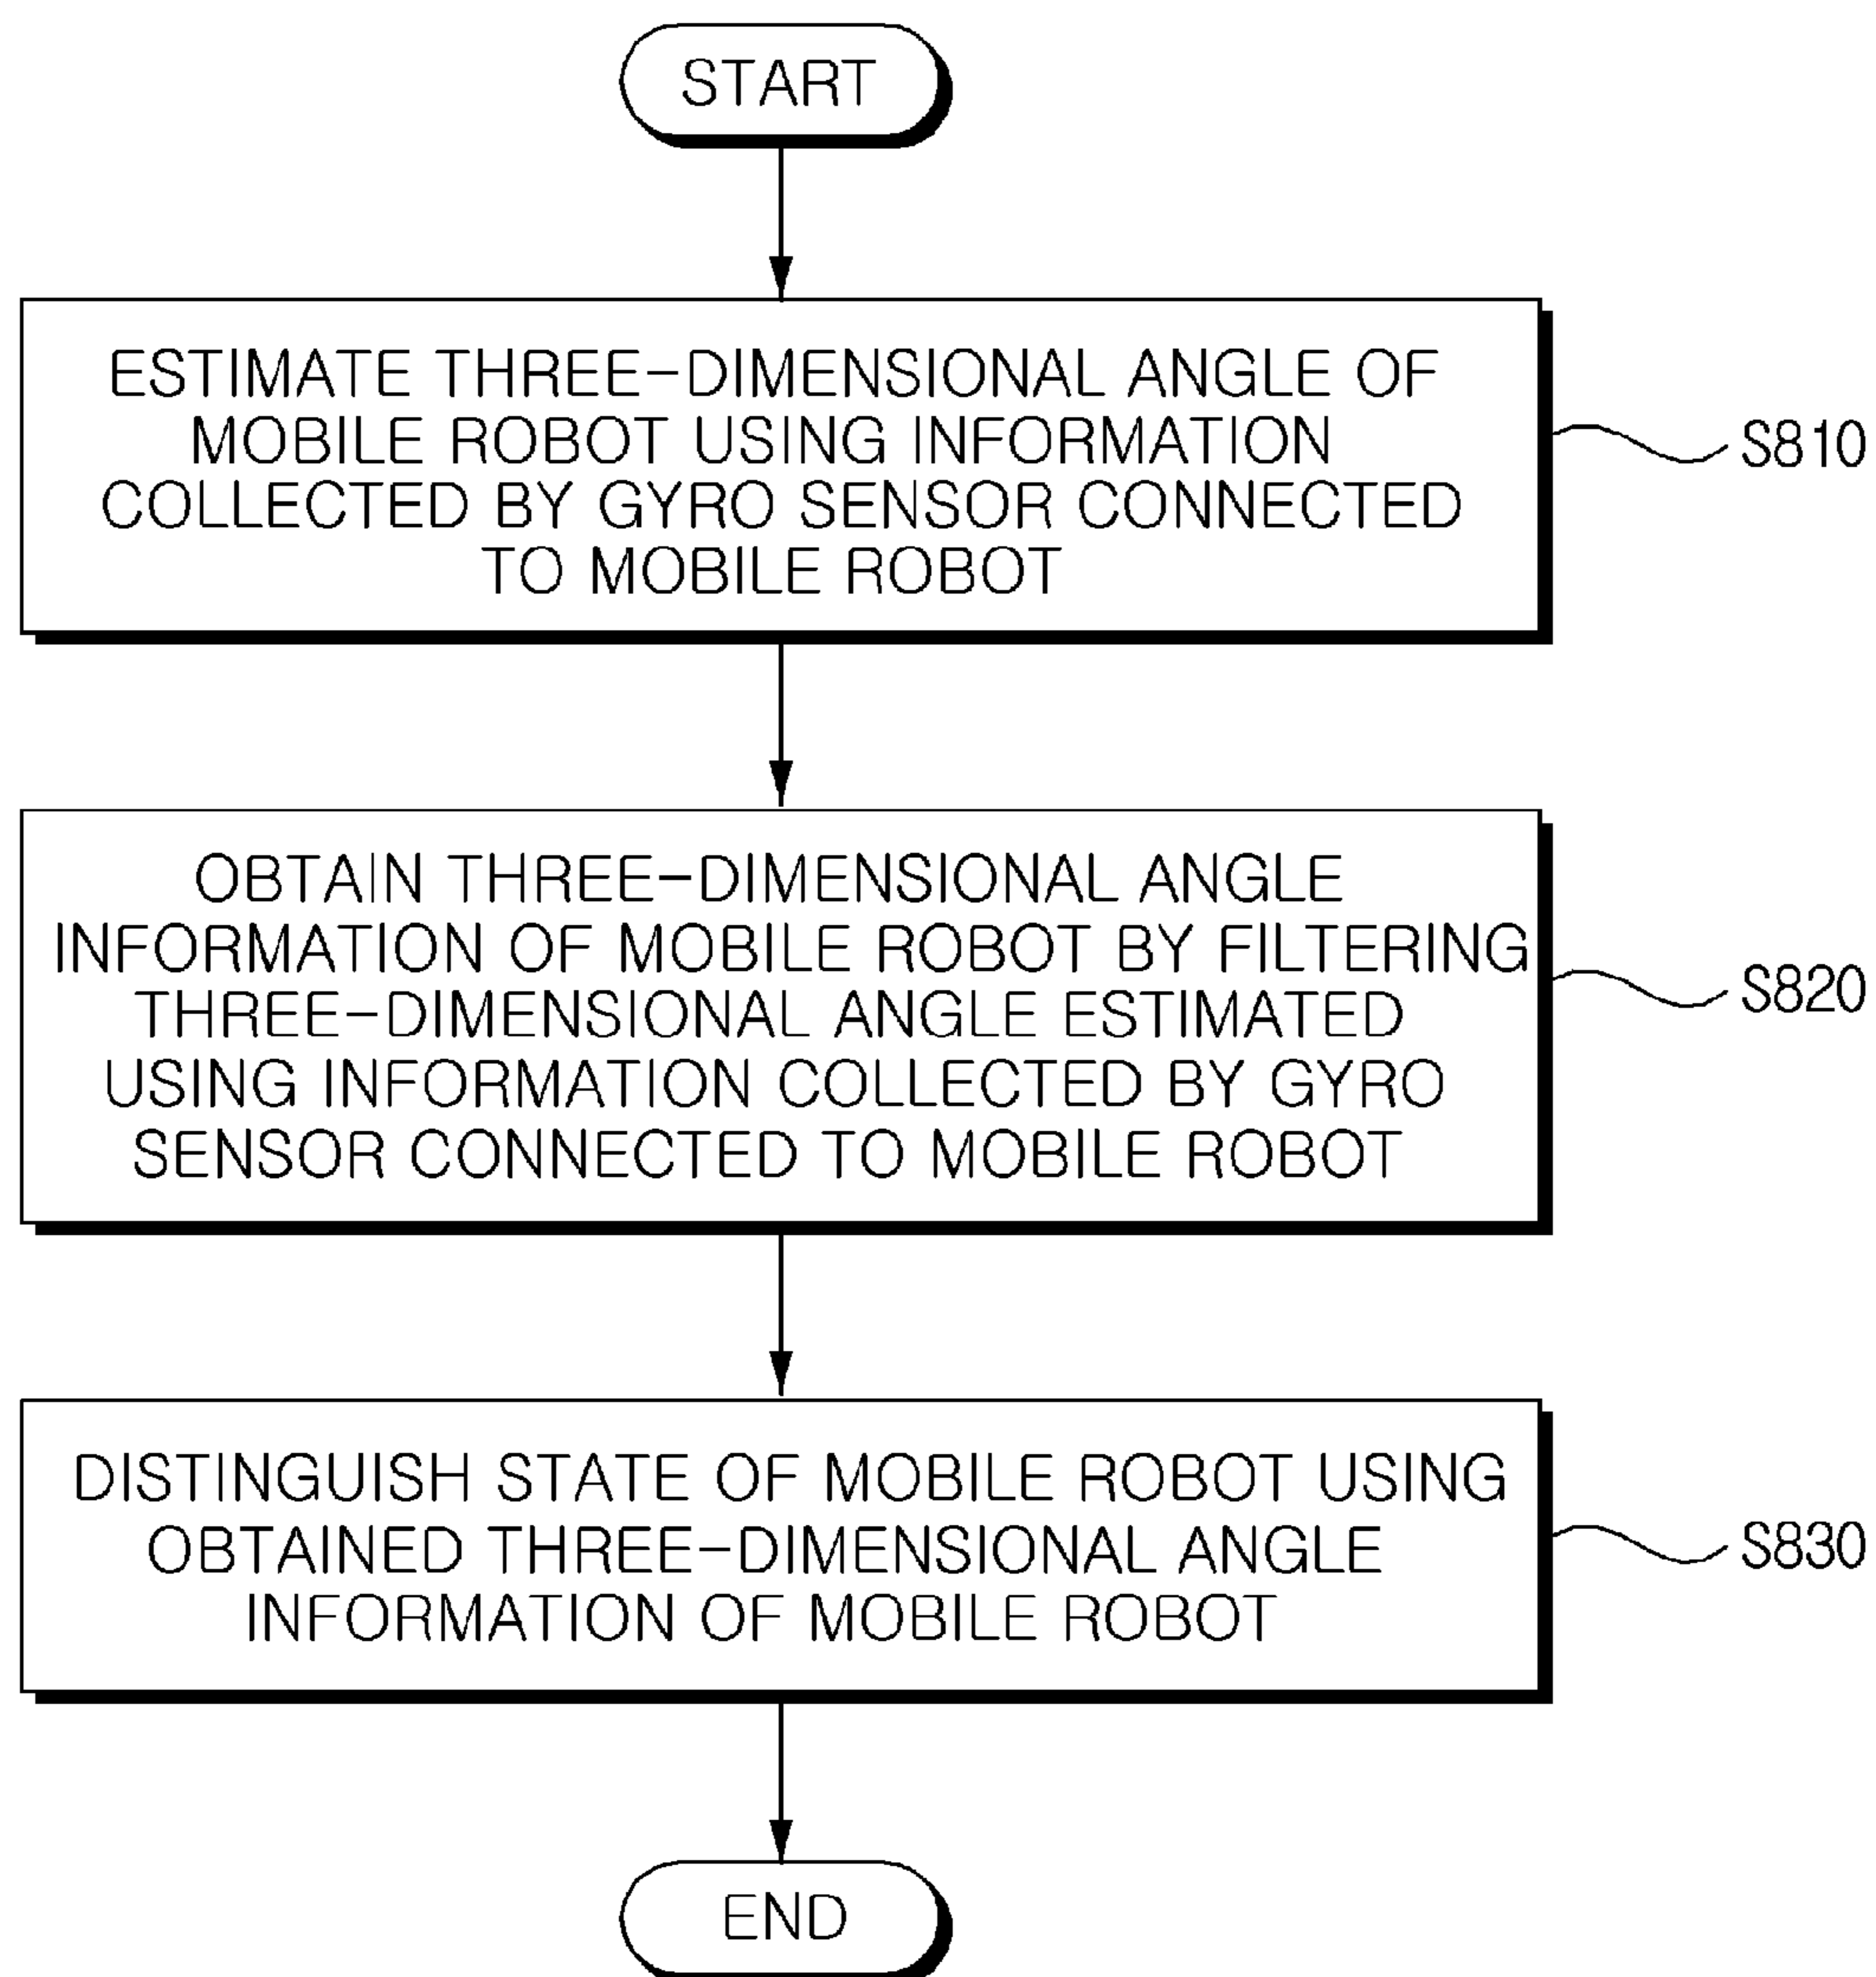 START
ESTIMATE THREE-DIMENSIONAL ANGLE OF
MOBILE ROBOT USING INFORMATION
COLLECTED BY GYRO SENSOR CONNECTED
TO MOBILE ROBOT
S810
OBTAIN THREE-DIMENSIONAL ANGLE
INFORMATION OF MOBILE ROBOT BY FILTERING
THREE-DIMENSIONAL ANGLE ESTIMATED
USING INFORMATION COLLECTED BY GYRO
SENSOR CONNECTED TO MOBILE ROBOT
S820
DISTINGUISH STATE OF MOBILE ROBOT USING
OBTAINED THREE-DIMENSIONAL ANGLE
INFORMATION OF MOBILE ROBOT
S830
END